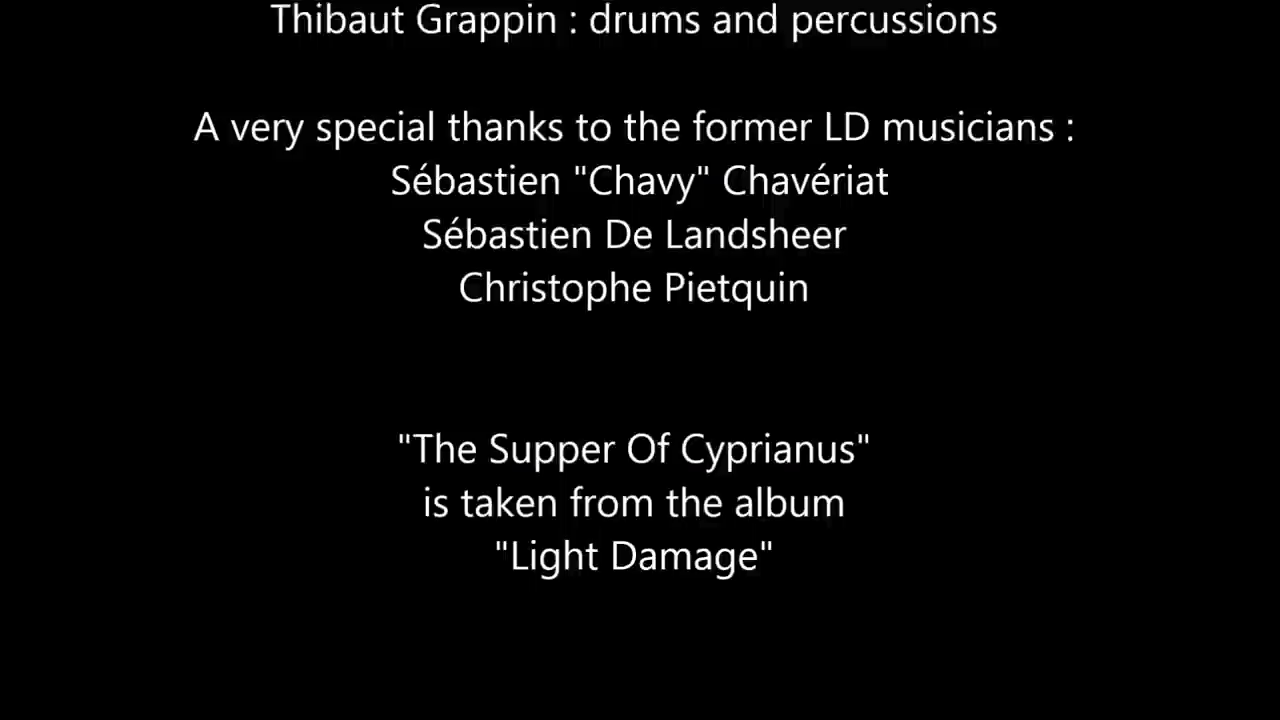 Thibaut Grappin : drums and percussions
A very special thanks to the former LD musicians :
Sébastien "Chavy" Chavériat
Sébastien De Landsheer
Christophe Pietquin
"The Supper Of Cyprianus"
is taken from the album
"Light Damage"